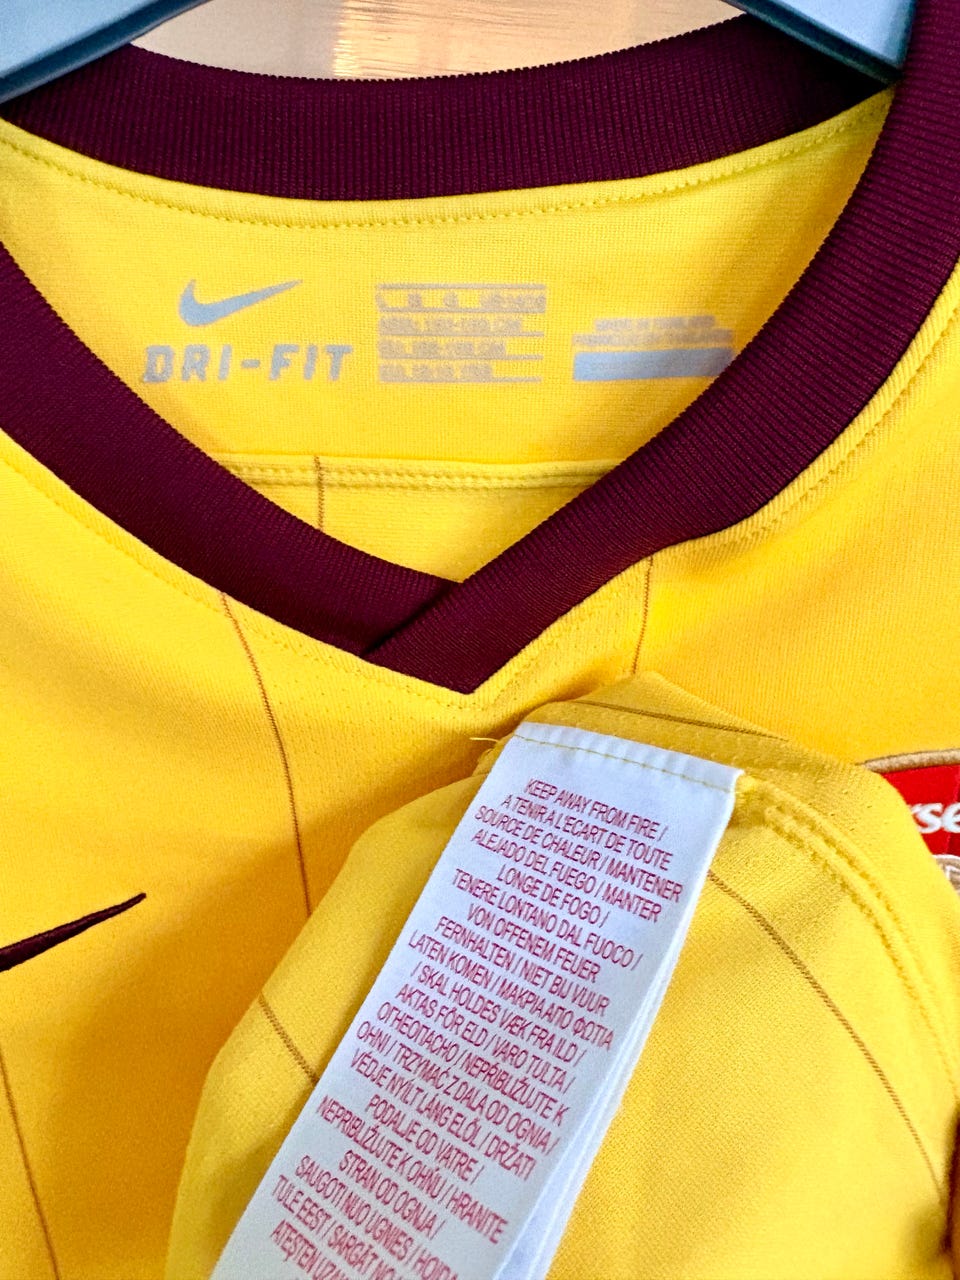 DRI-FIT
KEEP AWAY FROM FIRE /
A TENIR A L'ECART DE TOUTE
SOURCE DE CHALEUR / MANTENER
ALEJADO DEL FUEGO / MANTER
LONGE DE FOGO /
TENERE LONTANO DAL FUOCO /
VON OFFENEM FEUER
FERNHALTEN / NIET BIJ VUUR
LATEN KOMEN / ΜΑΚΡΙΑ ΑΠΟ ΦΩΤΙΑ
/ SKAL HOLDES VÆK FRA ILD /
AKTAS FÖR ELD / VARO TULTA /
ОГНЕОПАСНО / NEPŘIBLIŽUJTE K
OHNI / TRZYMAĆ Z DALA OD OGNIA /
VÉDJE NYÍLT LÁNG ELŐL / DRŽATI
PODALJE OD VATRE /
NEPRIBLIŽUJTE K OHŇU / HRANITE
STRAN OD OGNJA /
SAUGOTI NUO UGNIES / HOIDA
TULE EEST / SARGĀT NO